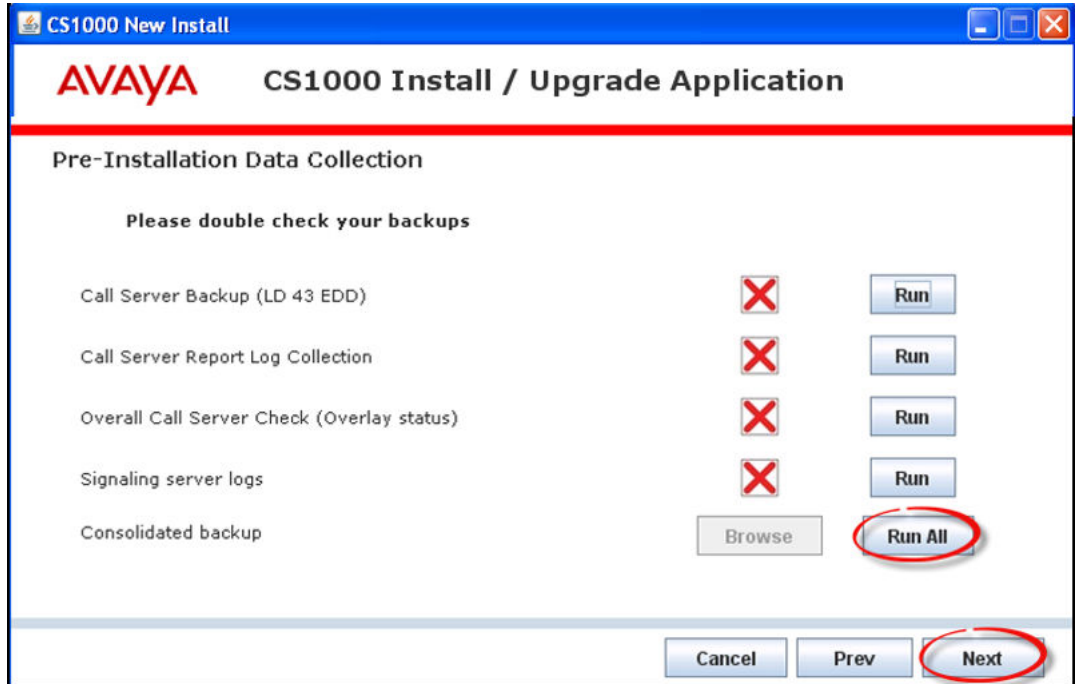 CS1000 New Install
AVAYA CS1000 Install / Upgrade Application
Pre-Installation Data Collection
Please double check your backups
Call Server Backup (LD 43 EDD) Run
Call Server Report Log Collection Run
Overall Call Server Check (Overlay status) Run
Signaling server logs Run
Consolidated backup Browse Run All
Cancel Prev Next